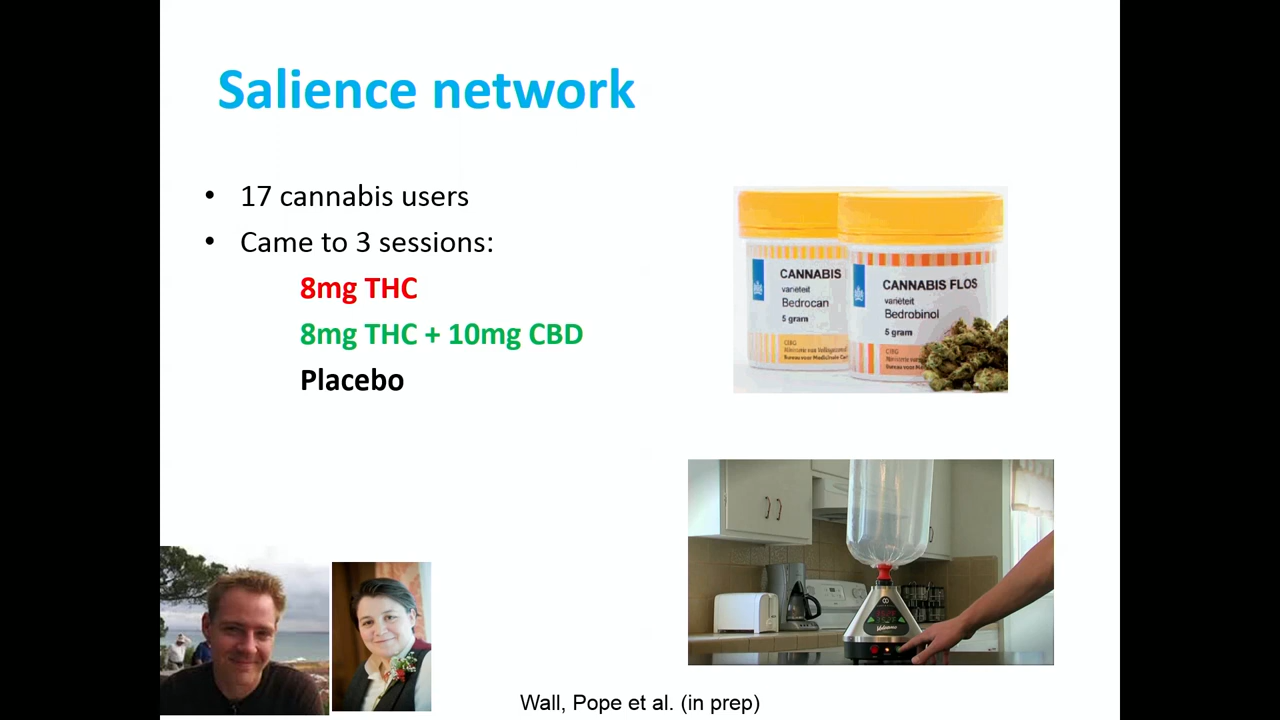 Salience network
• 17 cannabis users
• Came to 3 sessions:
8mg THC
8mg THC + 10mg CBD
Placebo
CANNABIS
variëteit
Bedrocan
5 gram
CANNABIS FLOS
variëteit
Bedrobinol
5 gram
Wall, Pope et al. (in prep)